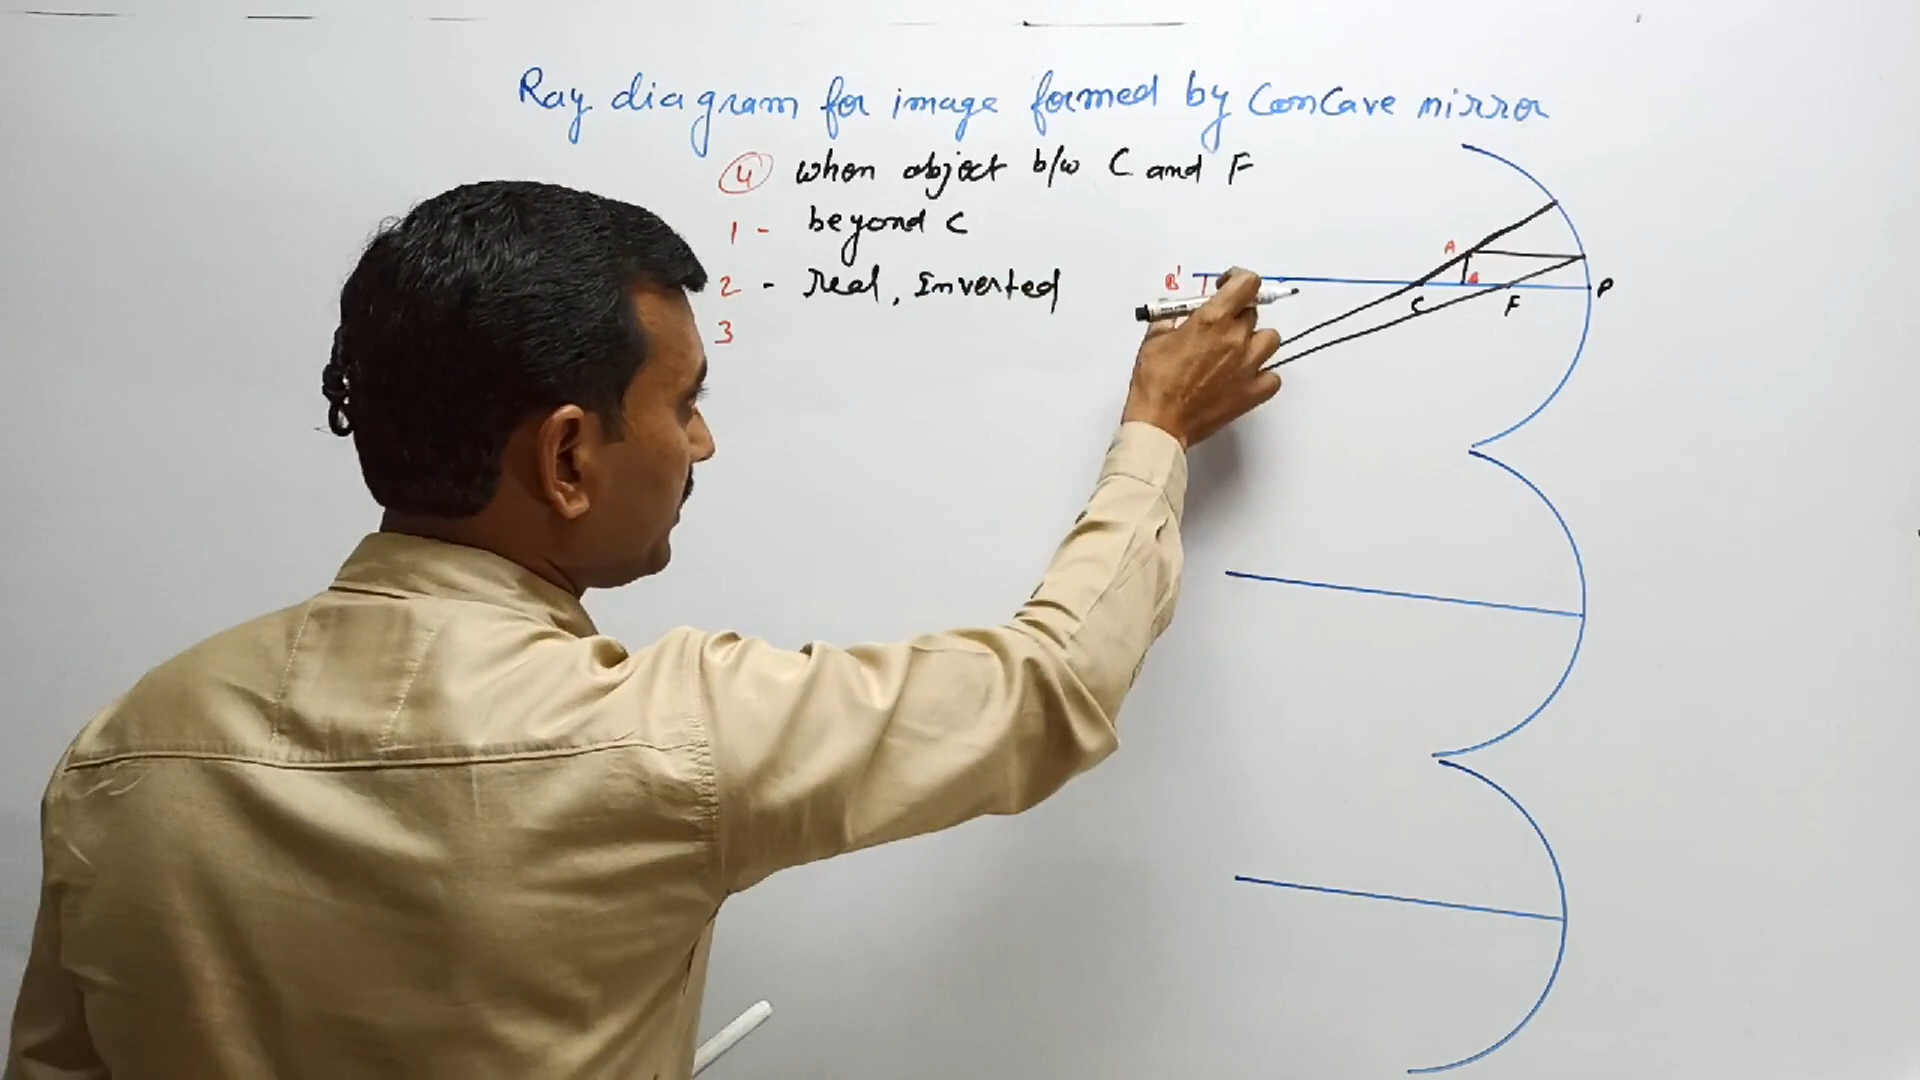 Ray diagram for image formed by Concave mirror
4 when object b/w C and F
1 - beyond C
2 - Real, Inverted
3
A
B' B
C F P